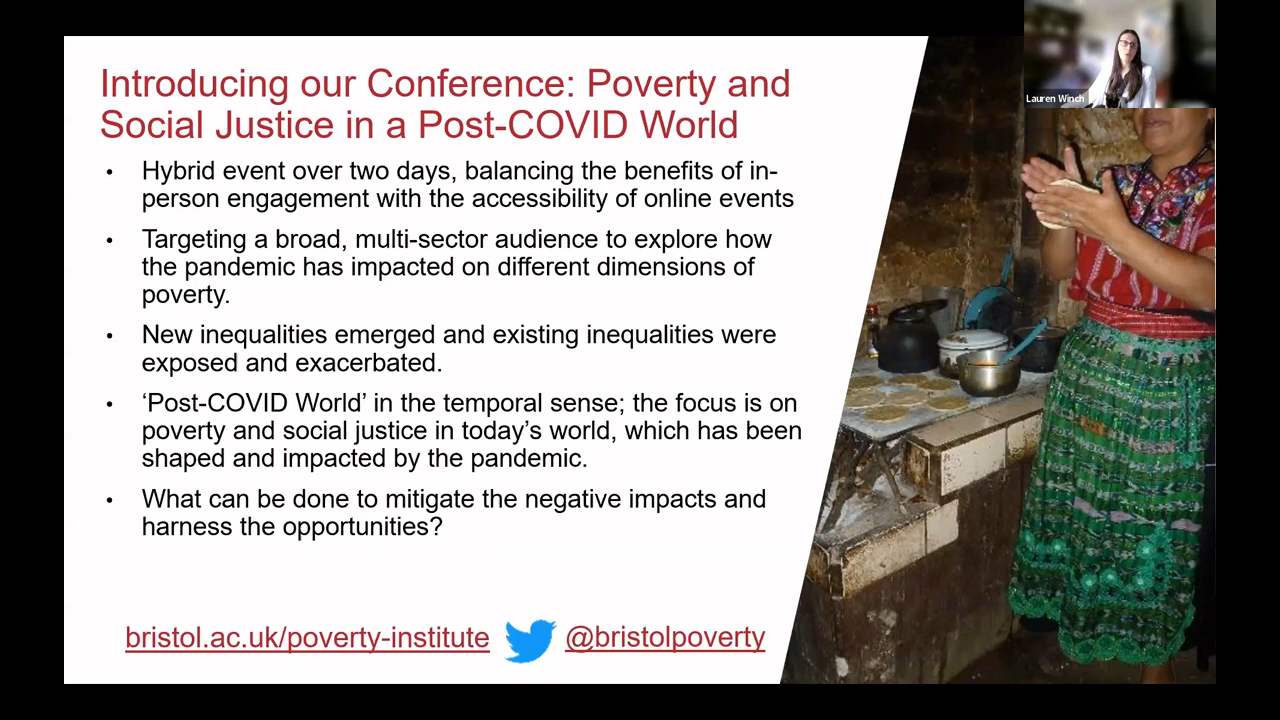 Introducing our Conference: Poverty and
Social Justice in a Post-COVID World
• Hybrid event over two days, balancing the benefits of in-
person engagement with the accessibility of online events
• Targeting a broad, multi-sector audience to explore how
the pandemic has impacted on different dimensions of
poverty.
• New inequalities emerged and existing inequalities were
exposed and exacerbated.
• ‘Post-COVID World’ in the temporal sense; the focus is on
poverty and social justice in today’s world, which has been
shaped and impacted by the pandemic.
• What can be done to mitigate the negative impacts and
harness the opportunities?
bristol.ac.uk/poverty-institute @bristolpoverty
Lauren Winch